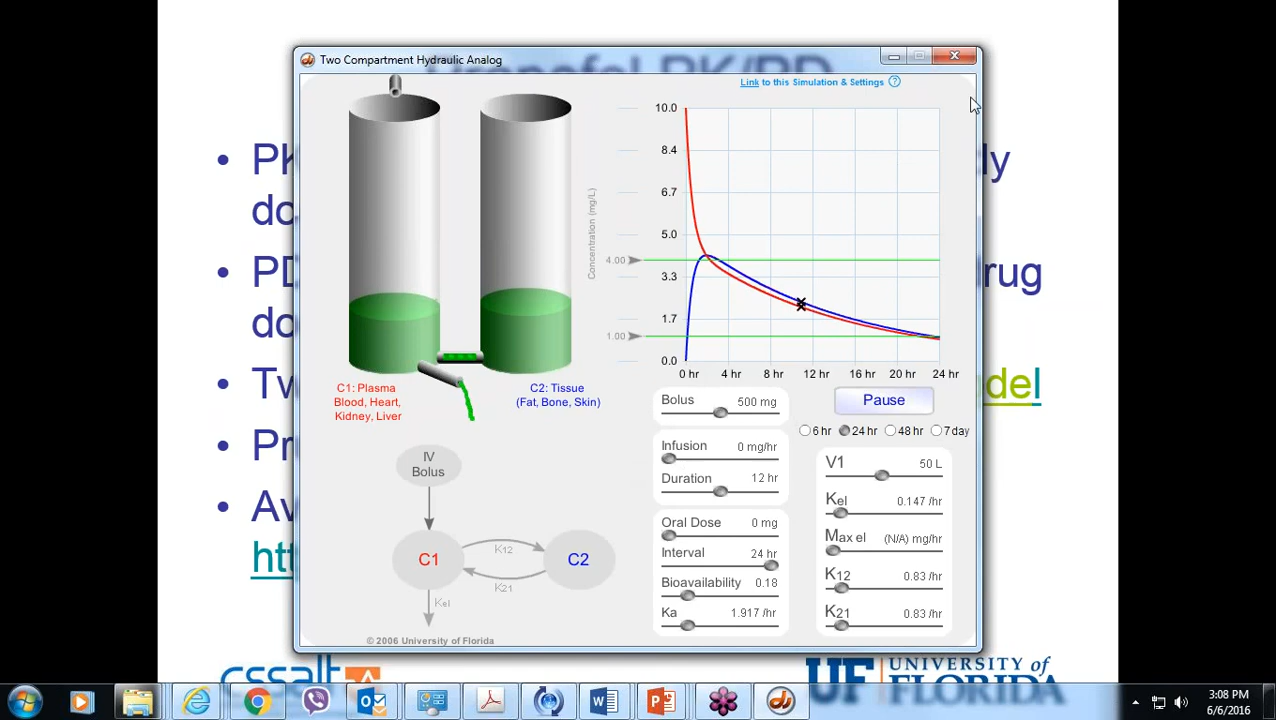 Two Compartment Hydraulic Analog
Link to this Simulation & Settings ?
10.0
8.4
6.7
5.0
4.00
3.3
1.7
1.00
0.0
Concentration (mg/L)
0 hr 4 hr 8 hr 12 hr 16 hr 20 hr 24 hr
C1: Plasma
Blood, Heart,
Kidney, Liver
C2: Tissue
(Fat, Bone, Skin)
Bolus 500 mg
Pause
6 hr 24 hr 48 hr 7 day
Infusion 0 mg/hr
Duration 12 hr
Oral Dose 0 mg
Interval 24 hr
Bioavailability 0.18
Ka 1.917 /hr
V1 50 L
Kel 0.147 /hr
Max el (N/A) mg/hr
K12 0.83 /hr
K21 0.83 /hr
IV
Bolus
C1
K12
K21
C2
Kel
© 2006 University of Florida
• PK
ly
do
• PD
rug
do
• Tw
del
• Pr
• Av
htt
cssalt
UF UNIVERSITY of
FLORIDA
3:08 PM
6/6/2016